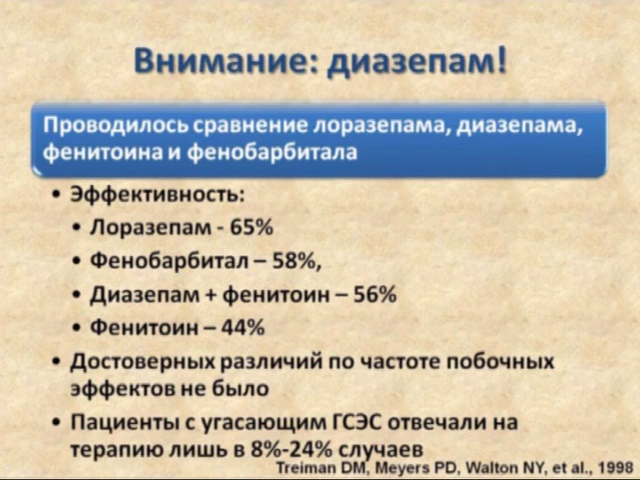 Внимание: диазепам!
Проводилось сравнение лоразепама, диазепама,
фенитоина и фенобарбитала
• Эффективность:
• Лоразепам - 65%
• Фенобарбитал – 58%,
• Диазепам + фенитоин – 56%
• Фенитоин – 44%
• Достоверных различий по частоте побочных
эффектов не было
• Пациенты с угасающим ГСЭС отвечали на
терапию лишь в 8%-24% случаев
Treiman DM, Meyers PD, Walton NY, et al., 1998